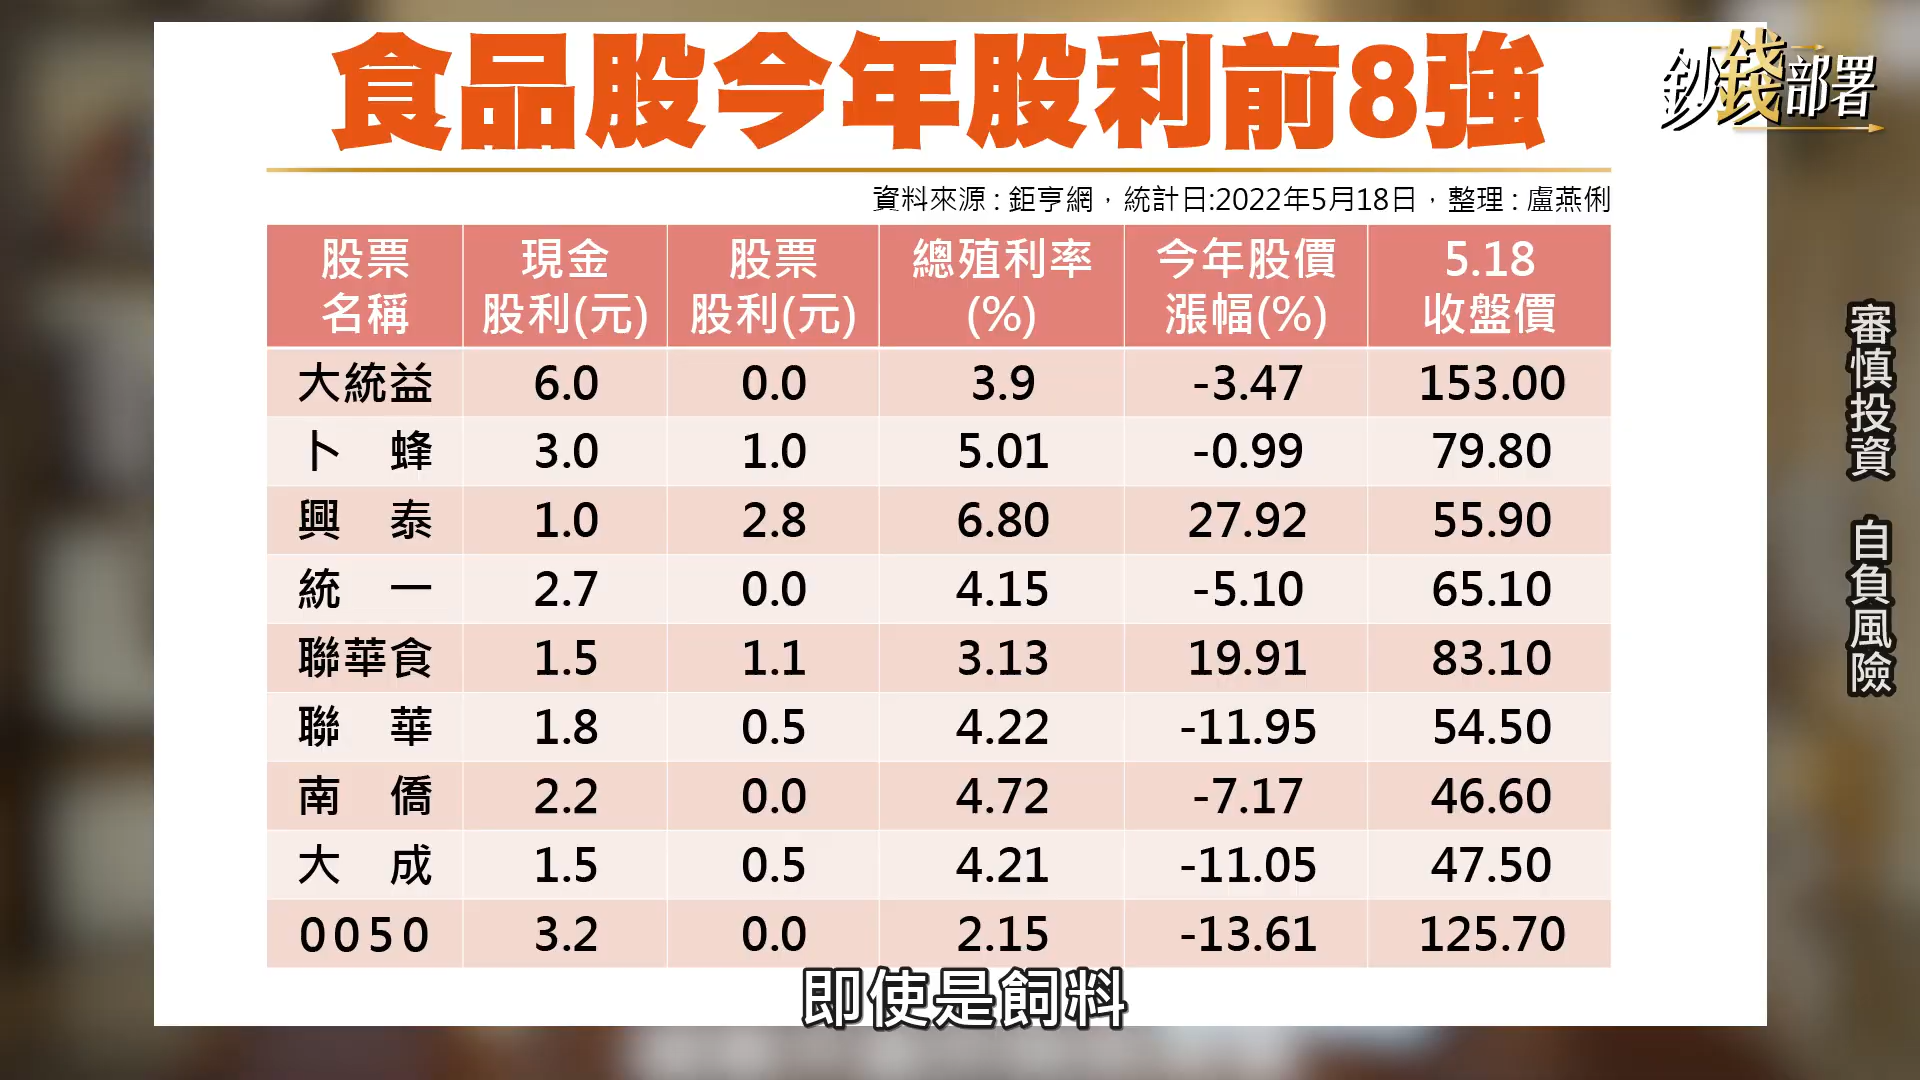 食品股今年股利前8強
鈔錢部署
資料來源:鉅亨網,統計日:2022年5月18日,整理:盧燕俐
股票名稱 現金股利(元) 股票股利(元) 總殖利率(%) 今年股價漲幅(%) 5.18收盤價
大統益 6.0 0.0 3.9 -3.47 153.00
卜蜂 3.0 1.0 5.01 -0.99 79.80
興泰 1.0 2.8 6.80 27.92 55.90
統一 2.7 0.0 4.15 -5.10 65.10
聯華食 1.5 1.1 3.13 19.91 83.10
聯華 1.8 0.5 4.22 -11.95 54.50
南僑 2.2 0.0 4.72 -7.17 46.60
大成 1.5 0.5 4.21 -11.05 47.50
0050 3.2 0.0 2.15 -13.61 125.70
審慎投資 自負風險
即使是飼料